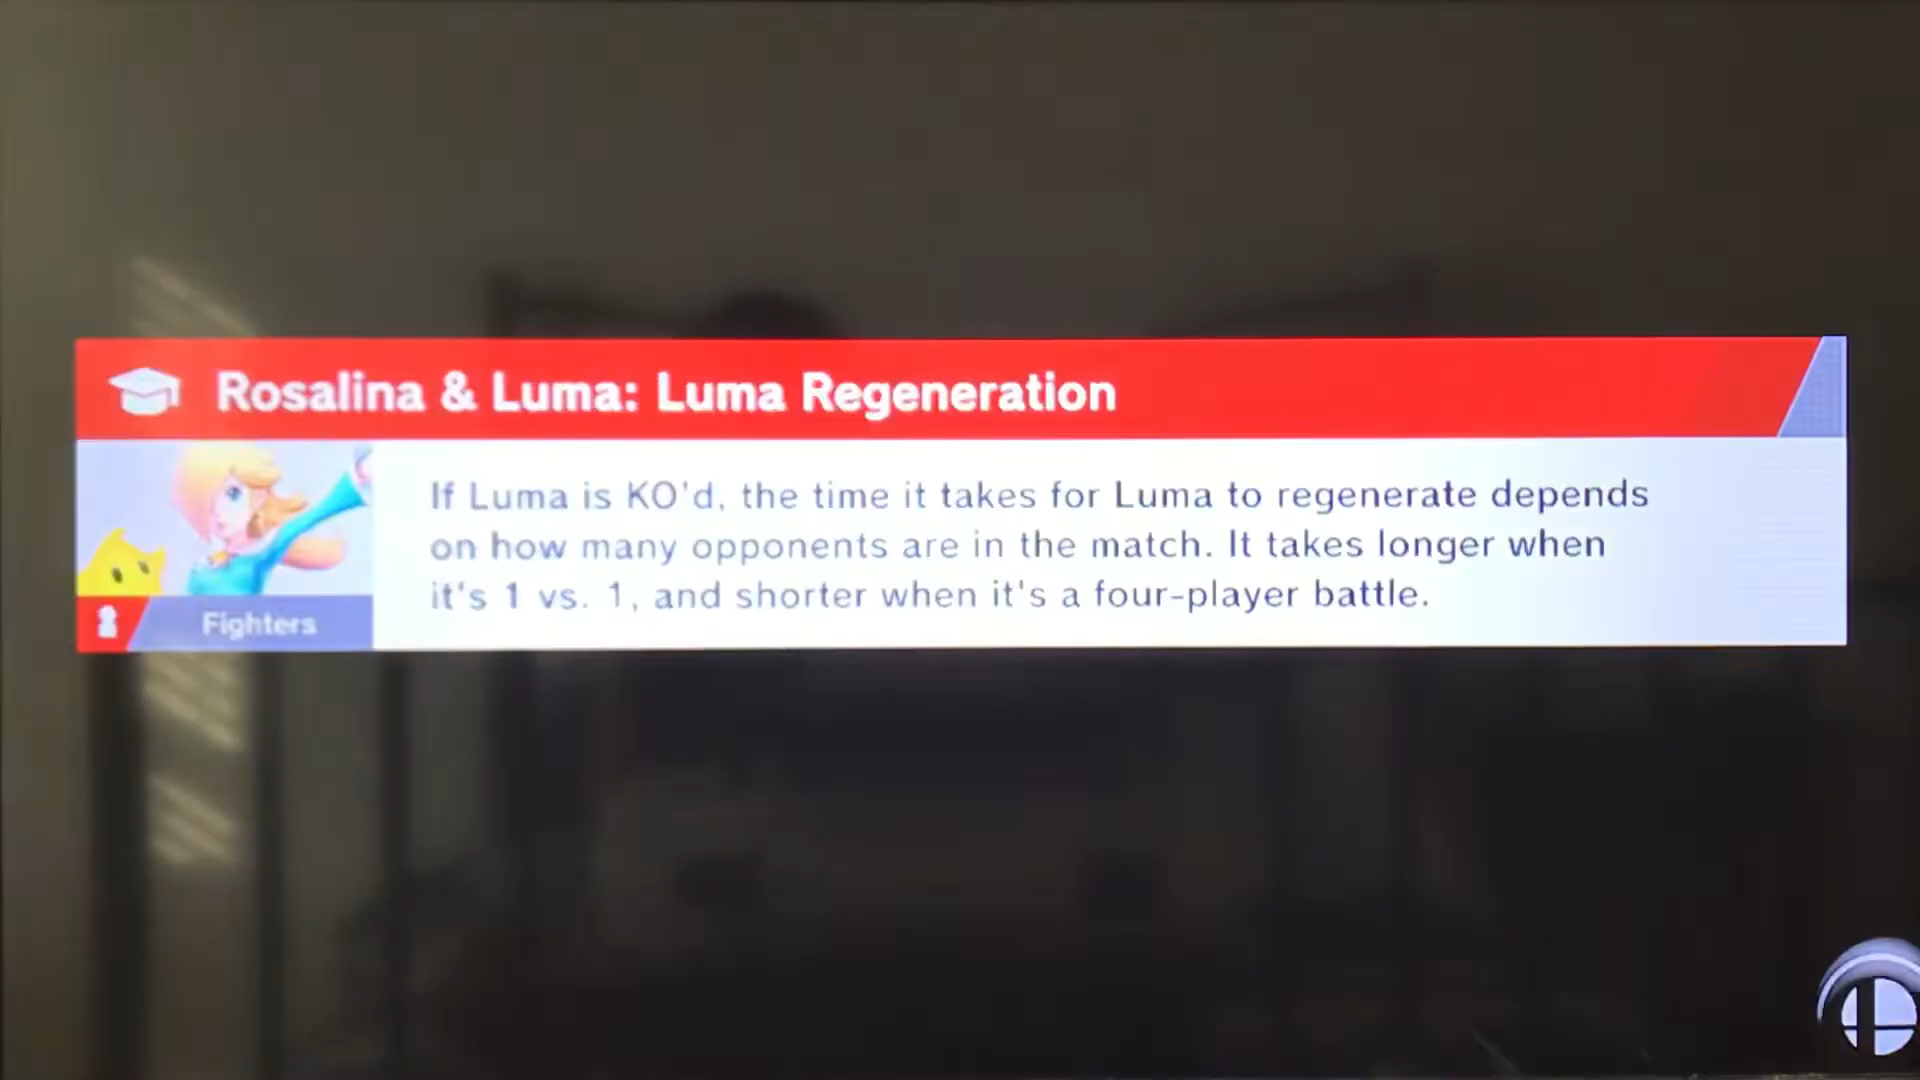 Rosalina & Luma: Luma Regeneration
If Luma is KO'd, the time it takes for Luma to regenerate depends
on how many opponents are in the match. It takes longer when
it's 1 vs. 1, and shorter when it's a four-player battle.
Fighters